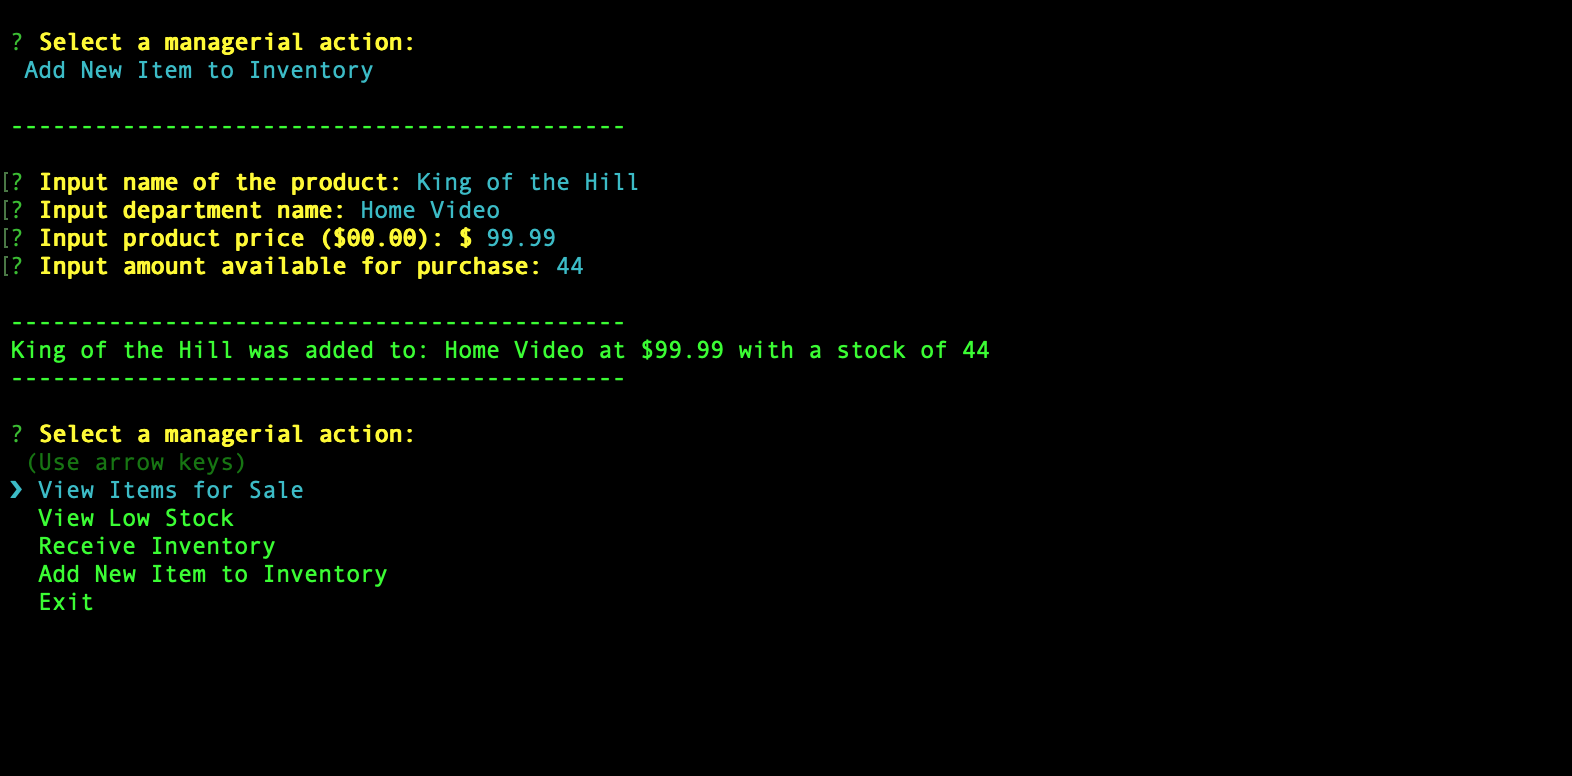 ? Select a managerial action:
Add New Item to Inventory
--------------------------------------------
[? Input name of the product: King of the Hill
[? Input department name: Home Video
[? Input product price ($00.00): $ 99.99
[? Input amount available for purchase: 44
--------------------------------------------
King of the Hill was added to: Home Video at $99.99 with a stock of 44
--------------------------------------------
? Select a managerial action:
(Use arrow keys)
❯ View Items for Sale
View Low Stock
Receive Inventory
Add New Item to Inventory
Exit